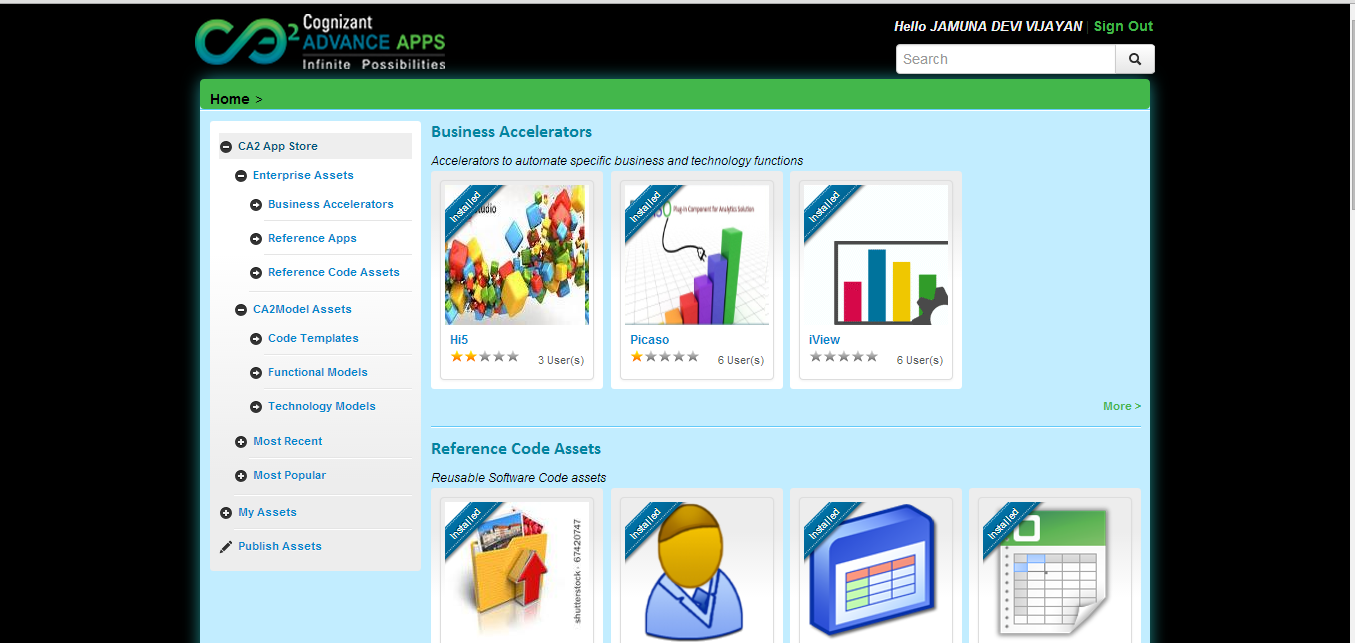 Cognizant
CA2 ADVANCE APPS
Infinite Possibilities
Hello JAMUNA DEVI VIJAYAN | Sign Out
Search
Home >
CA2 App Store
Enterprise Assets
Business Accelerators
Reference Apps
Reference Code Assets
CA2Model Assets
Code Templates
Functional Models
Technology Models
Most Recent
Most Popular
My Assets
Publish Assets
Business Accelerators
Accelerators to automate specific business and technology functions
Installed
Hi5
3 User(s)
Installed
Plug-in Component for Analytics Solution
Picaso
6 User(s)
Installed
iView
6 User(s)
More >
Reference Code Assets
Reusable Software Code assets
Installed
shutterstock · 67420747
Installed
Installed
Installed